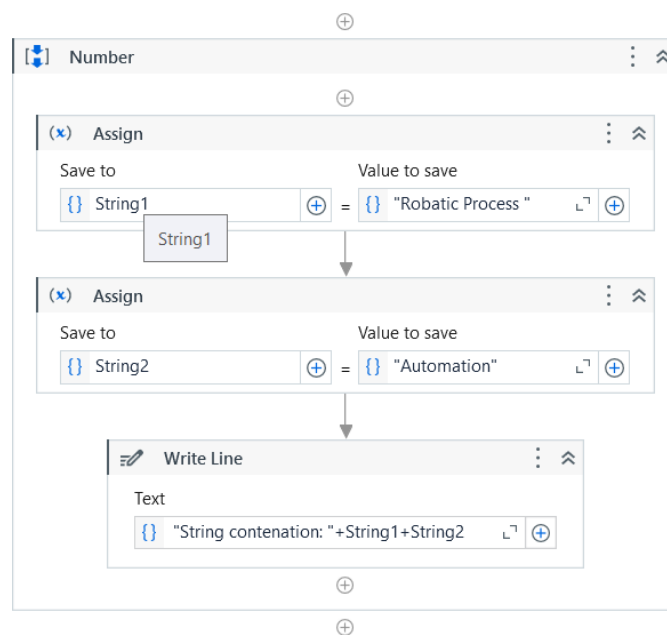 Number
(x) Assign
Save to Value to save
{} String1 = {} "Robatic Process "
String1
(x) Assign
Save to Value to save
{} String2 = {} "Automation"
Write Line
Text
{} "String contenation: "+String1+String2